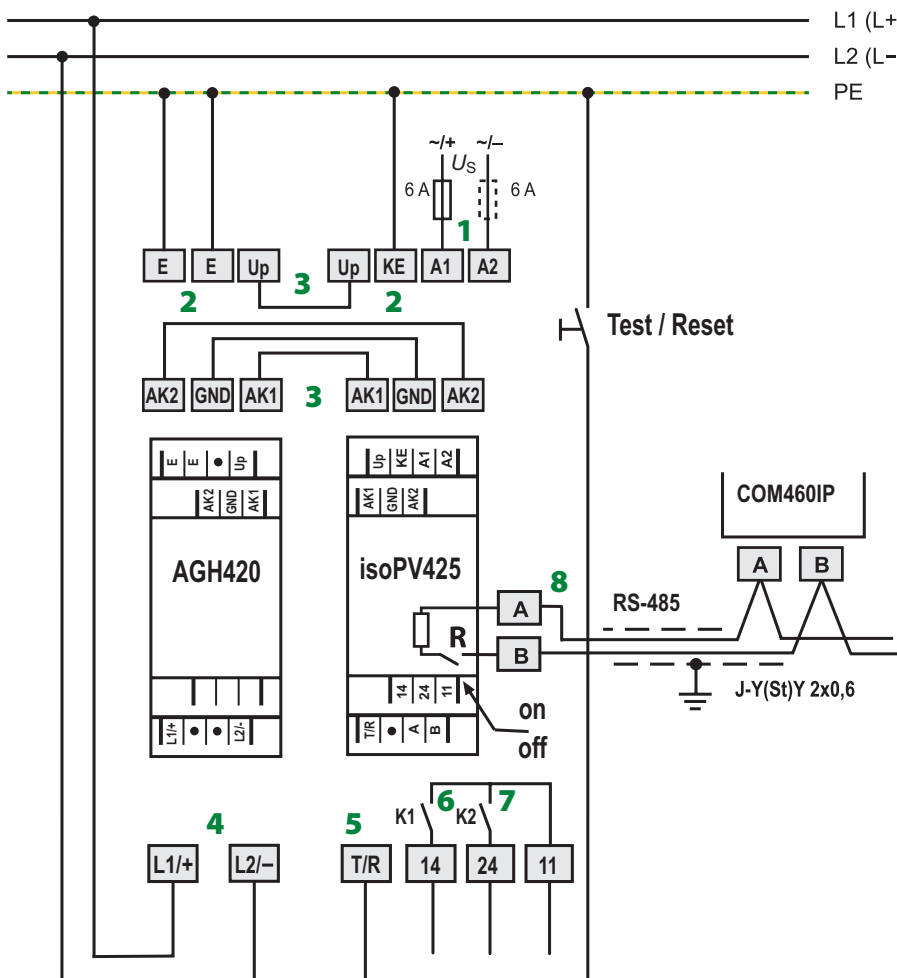 L1 (L+
L2 (L–
PE
~/+ ~/–
US
6 A 6 A
1
E E Up Up KE A1 A2
2 3 2
Test / Reset
AK2 GND AK1 3 AK1 GND AK2
E E Up
AK2 GND AK1
AGH420
L1/+ L2/-
Up KE A1 A2
AK1 GND AK2
isoPV425
R
14 24 11
T/R A B
on
off
8
A
B
COM460IP
A B
RS-485
J-Y(St)Y 2x0,6
4 5 K1 6 K2 7
L1/+ L2/– T/R 14 24 11